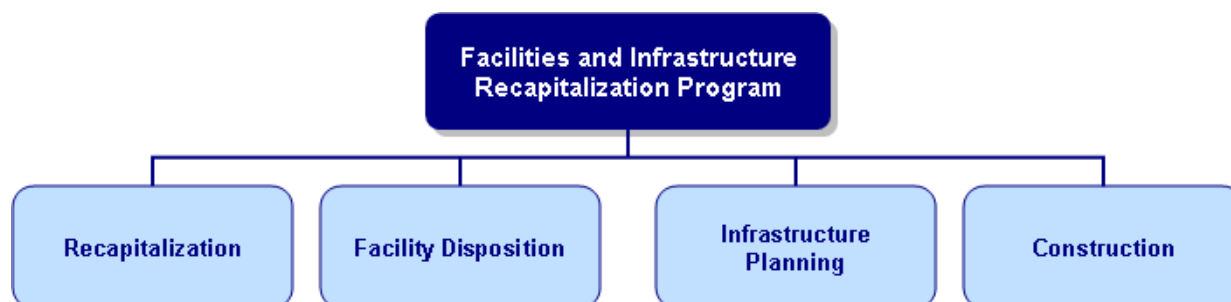 Facilities and Infrastructure
Recapitalization Program
Recapitalization
Facility Disposition
Infrastructure
Planning
Construction